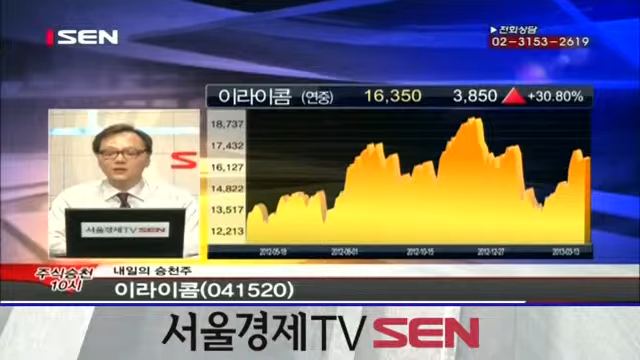 SEN
▶전화상담
02-3153-2619
이라이콤 (연중) 16,350 3,850 ▲ +30.80%
18,737
17,432
16,127
14,822
13,517
12,213
2012-05-18 2012-08-01 2012-10-15 2012-12-27 2013-03-13
S
서울경제TV SEN
주식승천
10시
내일의 승천주
이라이콤(041520)
서울경제TV SEN